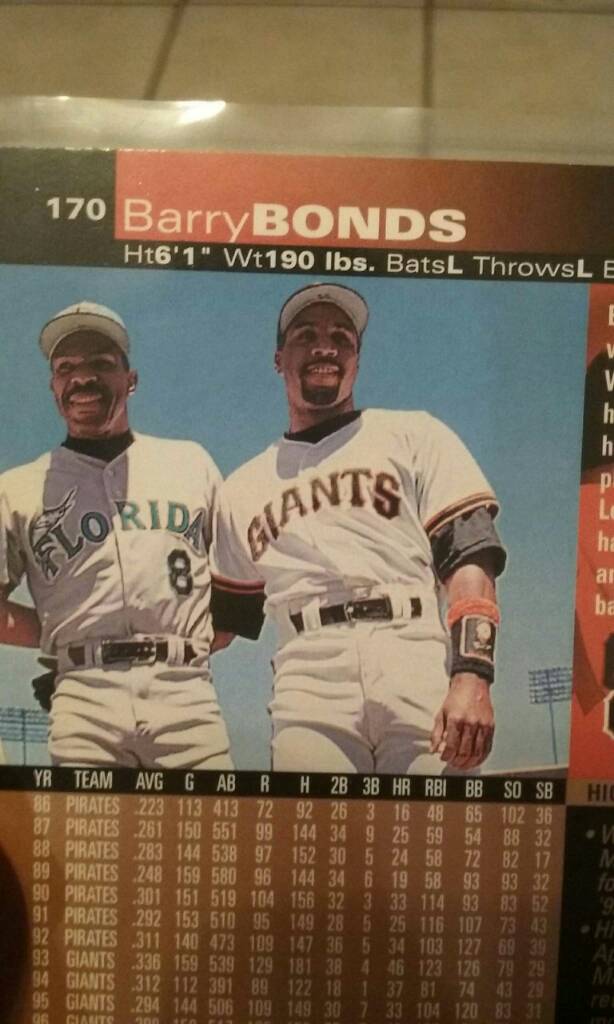 170 Barry BONDS
Ht6'1" Wt190 lbs. BatsL ThrowsL
FLORIDA
8
GIANTS
YR TEAM AVG G AB R H 2B 3B HR RBI BB SO SB
86 PIRATES .223 113 413 72 92 26 3 16 48 65 102 36
87 PIRATES .261 150 551 99 144 34 9 25 59 54 88 32
88 PIRATES .283 144 538 97 152 30 5 24 58 72 82 17
89 PIRATES .248 159 580 96 144 34 6 19 58 93 93 32
90 PIRATES .301 151 519 104 156 32 3 33 114 93 83 52
91 PIRATES .292 153 510 95 149 28 5 25 116 107 73 43
92 PIRATES .311 140 473 109 147 36 5 34 103 127 69 39
93 GIANTS .336 159 539 129 181 38 4 46 123 126 79 29
94 GIANTS .312 112 391 89 122 18 1 37 81 74 43 29
95 GIANTS .294 144 506 109 149 30 7 33 104 120 83 31
96 GIANTS